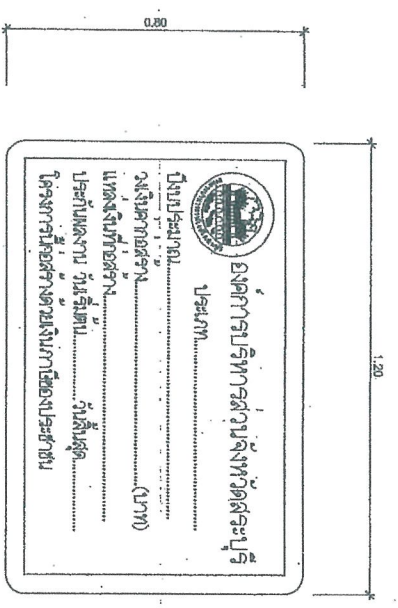 0.80
1.20
องค์การบริหารส่วนจังหวัดสระบุรี
ประเภท
ปีงบประมาณ
วงเงินค่าก่อสร้าง (บาท)
แหล่งเงินที่ก่อสร้าง
ประกันผลงาน วันเริ่มต้น วันสิ้นสุด
โครงการนี้ก่อสร้างด้วยเงินภาษีของประชาชน